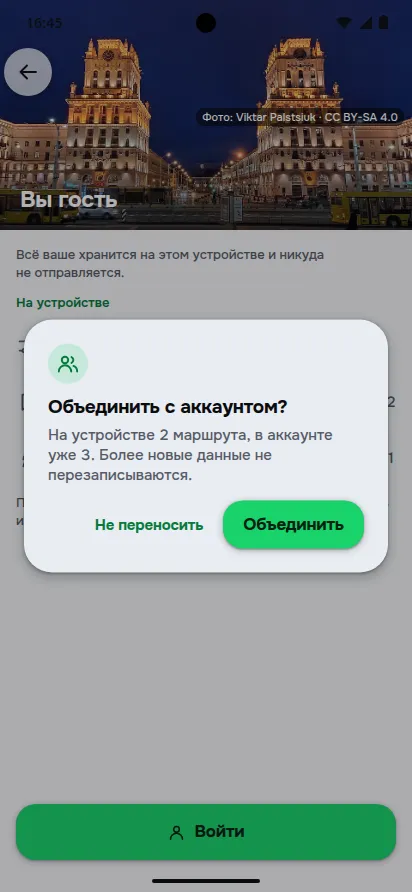 16:45
Фото: Viktar Palstsiuk · CC BY-SA 4.0
Вы гость
Всё ваше хранится на этом устройстве и никуда
не отправляется.
На устройстве
2
1
Объединить с аккаунтом?
На устройстве 2 маршрута, в аккаунте
уже 3. Более новые данные не
перезаписываются.
Не переносить
Объединить
Войти